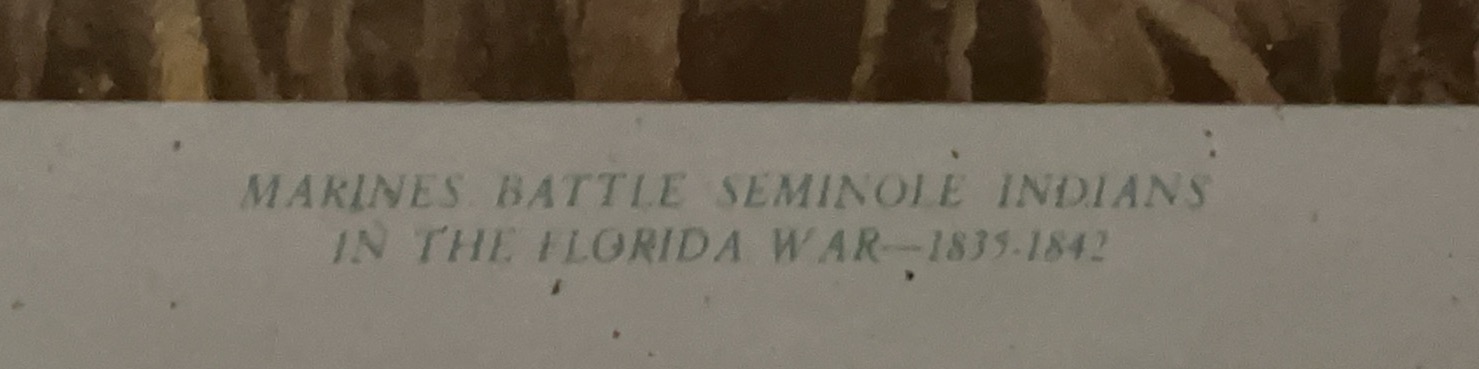 MARINES BATTLE SEMINOLE INDIANS
IN THE FLORIDA WAR—1835-1842